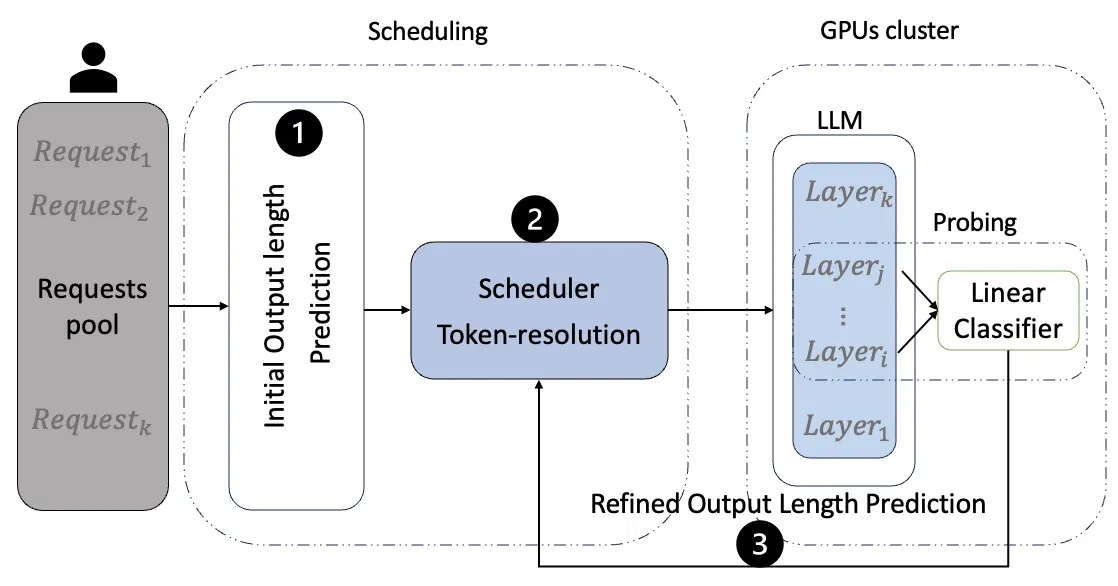 Scheduling
GPUs cluster
Request₁
Request₂
Requests
pool
Requestₖ
1
Initial Output length
Prediction
2
Scheduler
Token-resolution
LLM
Layerₖ
Layerⱼ
⋮
Layerᵢ
Layer₁
Probing
Linear
Classifier
Refined Output Length Prediction
3